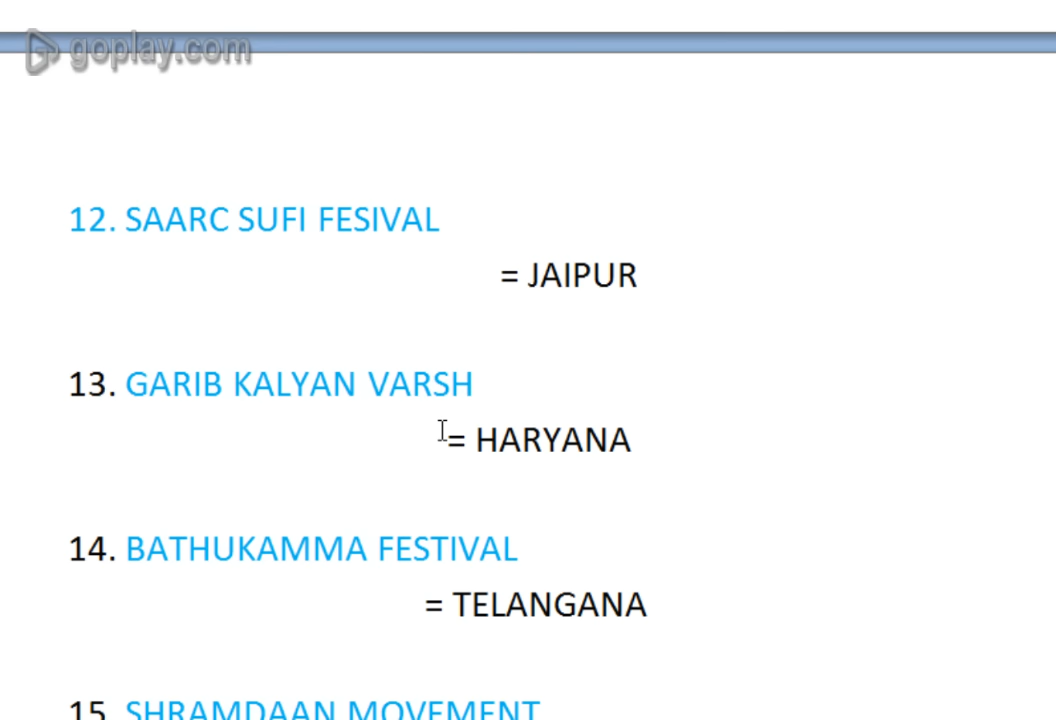 goplay.com
12. SAARC SUFI FESIVAL
= JAIPUR
13. GARIB KALYAN VARSH
= HARYANA
14. BATHUKAMMA FESTIVAL
= TELANGANA
15. SHRAMDAAN MOVEMENT